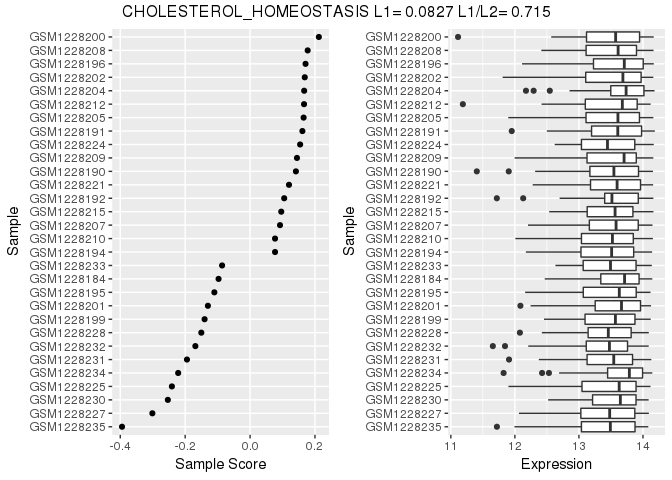 CHOLESTEROL_HOMEOSTASIS L1= 0.0827 L1/L2= 0.715
Sample
GSM1228200
GSM1228208
GSM1228196
GSM1228202
GSM1228204
GSM1228212
GSM1228205
GSM1228191
GSM1228224
GSM1228209
GSM1228190
GSM1228221
GSM1228192
GSM1228215
GSM1228207
GSM1228210
GSM1228194
GSM1228233
GSM1228184
GSM1228195
GSM1228201
GSM1228199
GSM1228228
GSM1228232
GSM1228231
GSM1228234
GSM1228225
GSM1228230
GSM1228227
GSM1228235
-0.4 -0.2 0.0 0.2
Sample Score
Sample
GSM1228200
GSM1228208
GSM1228196
GSM1228202
GSM1228204
GSM1228212
GSM1228205
GSM1228191
GSM1228224
GSM1228209
GSM1228190
GSM1228221
GSM1228192
GSM1228215
GSM1228207
GSM1228210
GSM1228194
GSM1228233
GSM1228184
GSM1228195
GSM1228201
GSM1228199
GSM1228228
GSM1228232
GSM1228231
GSM1228234
GSM1228225
GSM1228230
GSM1228227
GSM1228235
11 12 13 14
Expression